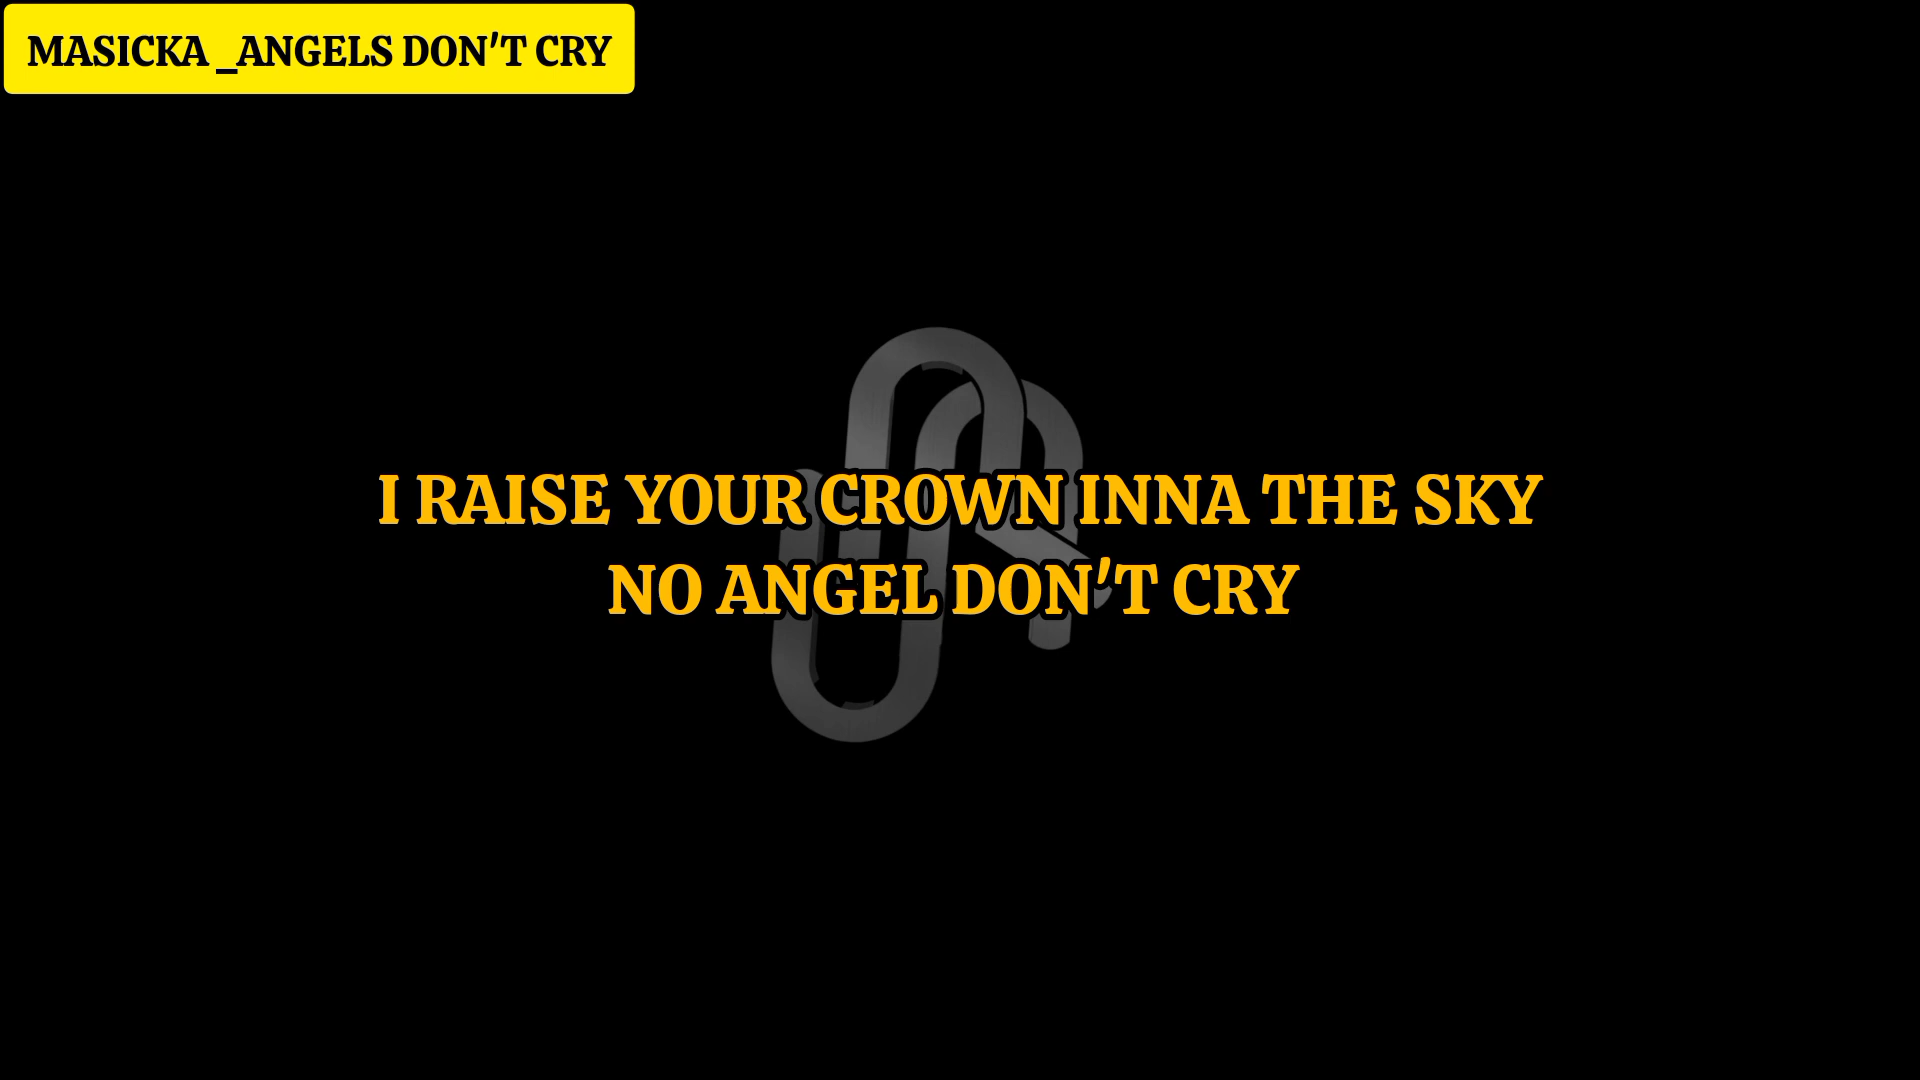 MASICKA _ANGELS DON'T CRY
I RAISE YOUR CROWN INNA THE SKY
NO ANGEL DON'T CRY